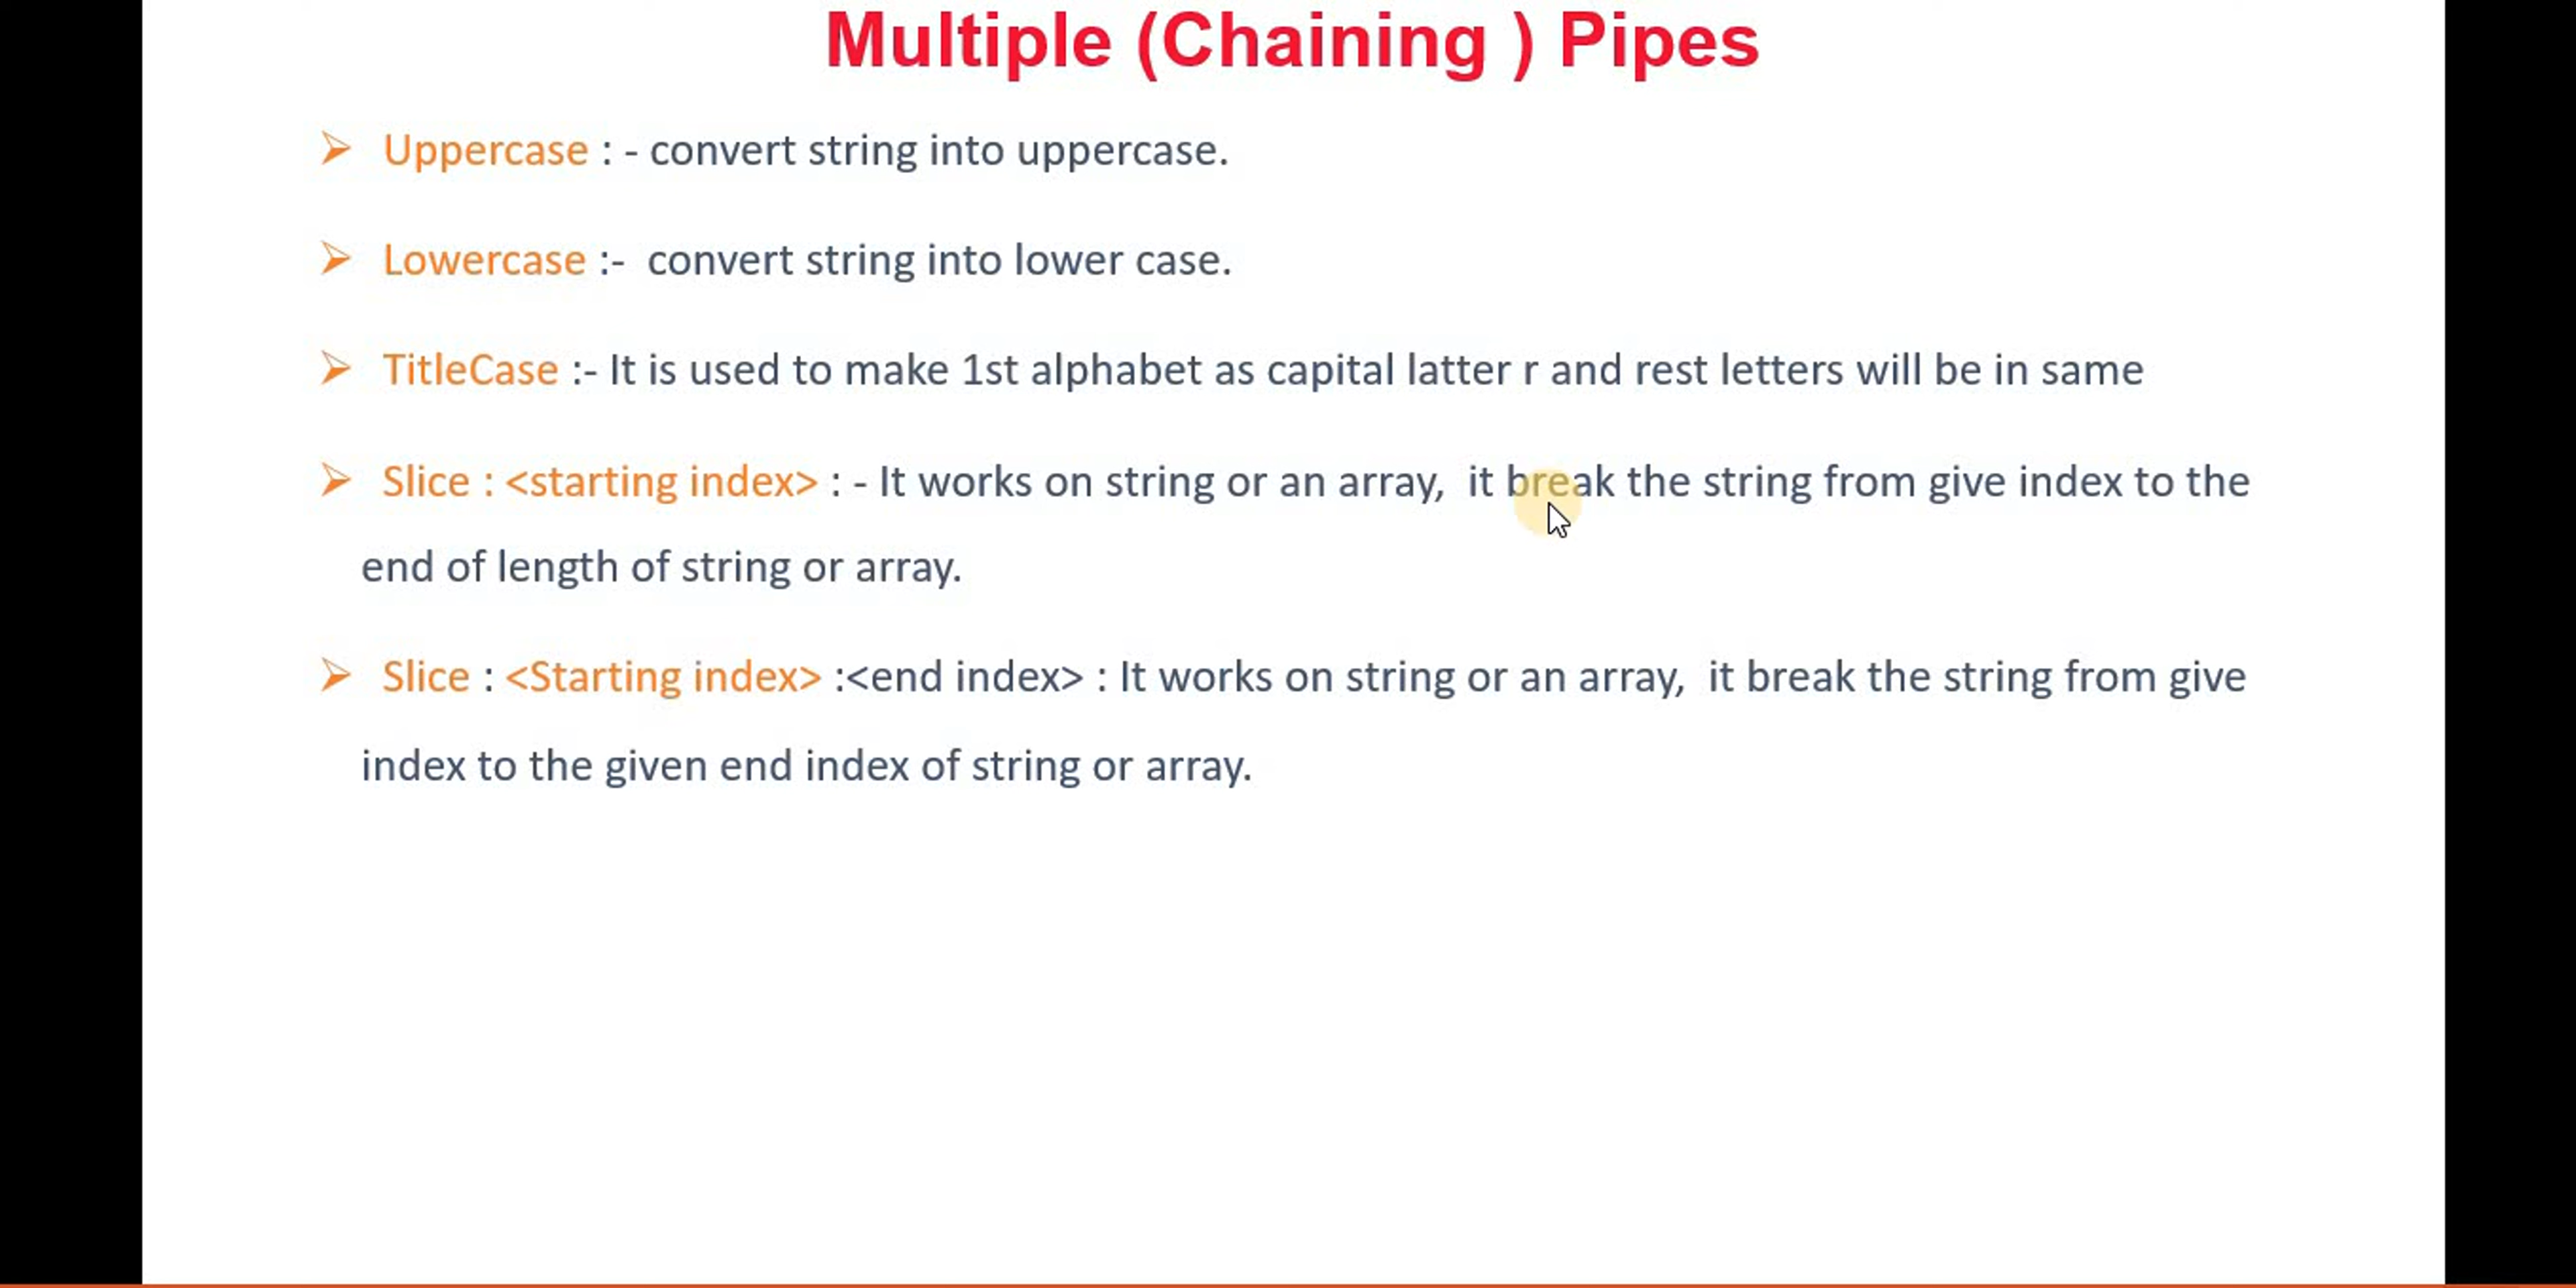 Multiple (Chaining ) Pipes
Uppercase : - convert string into uppercase.
Lowercase :- convert string into lower case.
TitleCase :- It is used to make 1st alphabet as capital latter r and rest letters will be in same
Slice : <starting index> : - It works on string or an array, it break the string from give index to the
end of length of string or array.
Slice : <Starting index> :<end index> : It works on string or an array, it break the string from give
index to the given end index of string or array.